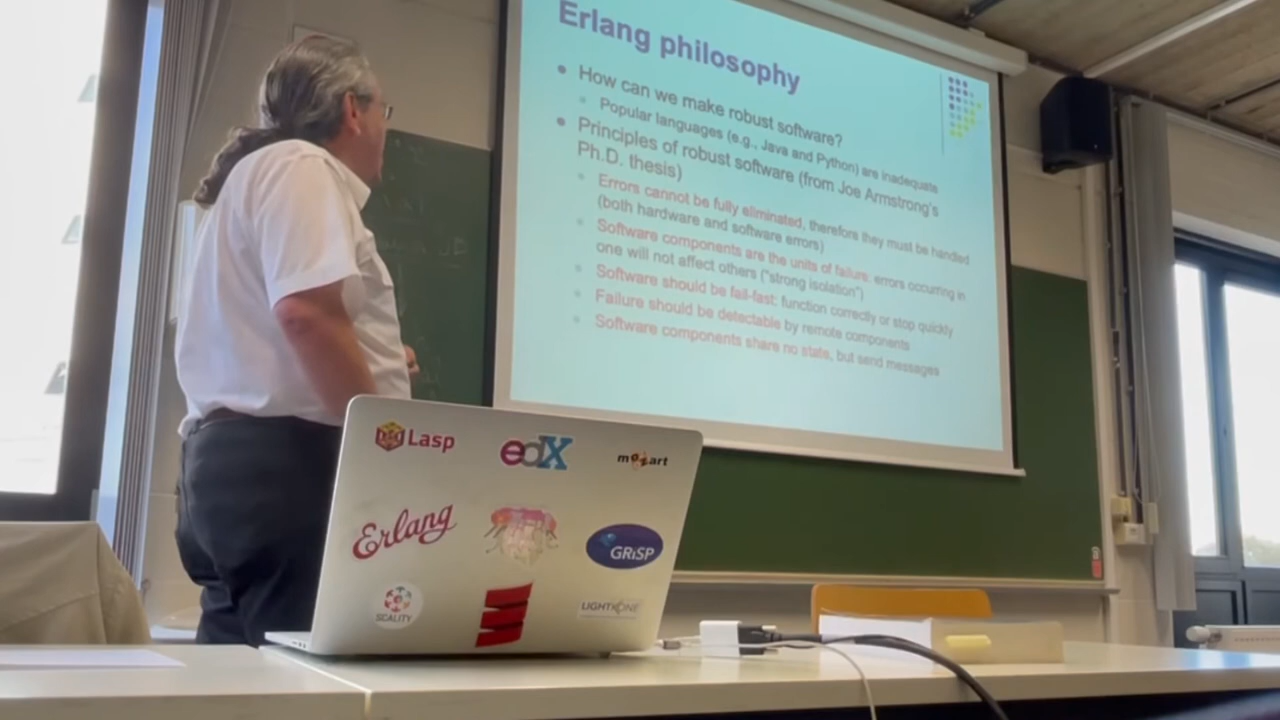 Erlang philosophy
How can we make robust software?
Popular languages (e.g., Java and Python) are inadequate
Principles of robust software (from Joe Armstrong's
Ph.D. thesis)
Errors cannot be fully eliminated, therefore they must be handled
(both hardware and software errors)
Software components are the units of failure: errors occurring in
one will not affect others ("strong isolation")
Software should be fail-fast: function correctly or stop quickly
Failure should be detectable by remote components
Software components share no state, but send messages
Lasp
edX
mozart
Erlang
GRiSP
SCALITY
LIGHTKONE